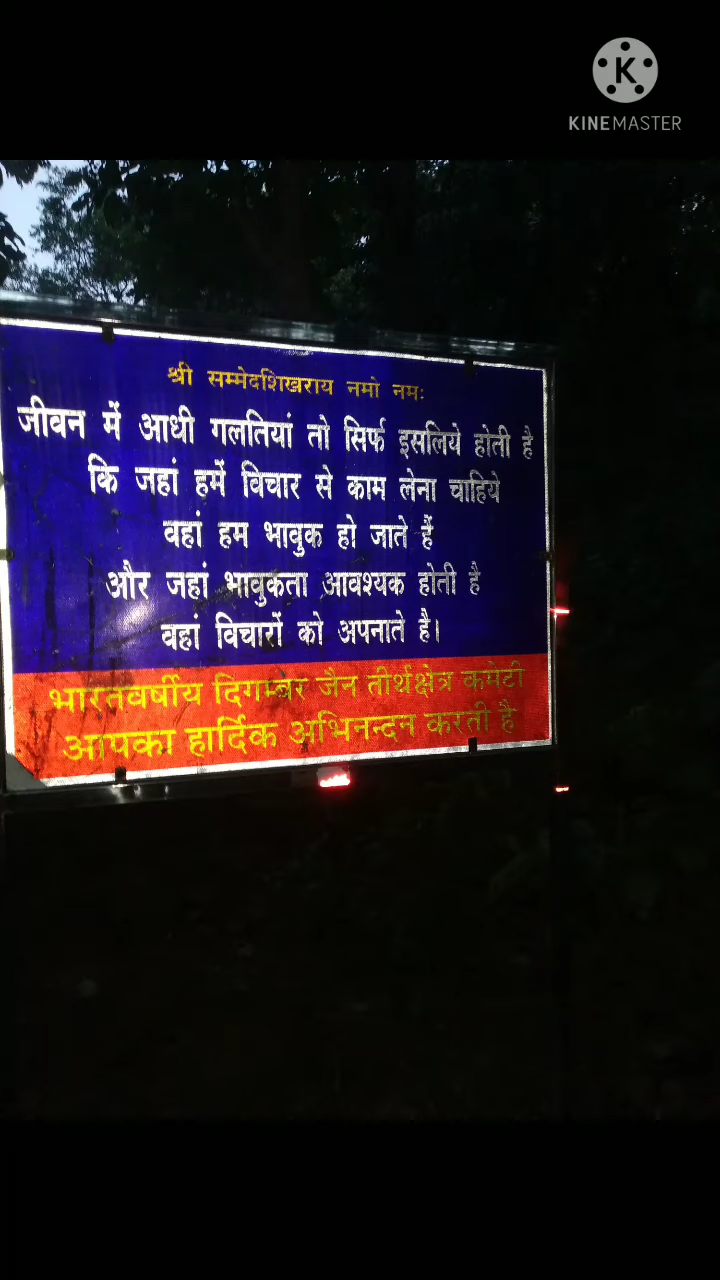 KINEMASTER
श्री सम्मेदशिखराय नमो नमः
जीवन में आधी गलतियां तो सिर्फ इसलिये होती है
कि जहां हमें विचार से काम लेना चाहिये
वहां हम भावुक हो जाते हैं
और जहां भावुकता आवश्यक होती है
वहां विचारों को अपनाते है।
भारतवर्षीय दिगम्बर जैन तीर्थक्षेत्र कमेटी
आपका हार्दिक अभिनन्दन करती है